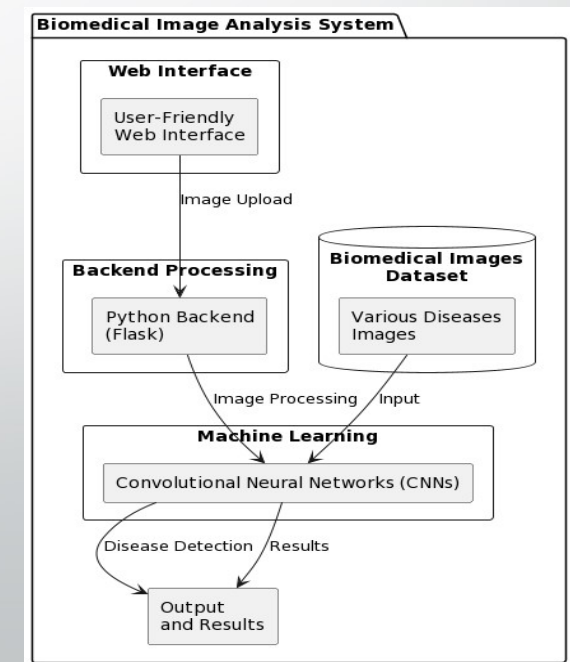 Biomedical Image Analysis System
Web Interface
User-Friendly
Web Interface
Image Upload
Biomedical Images
Dataset
Backend Processing
Python Backend
(Flask)
Various Diseases
Images
Image Processing
Input
Machine Learning
Convolutional Neural Networks (CNNs)
Disease Detection
Results
Output
and Results